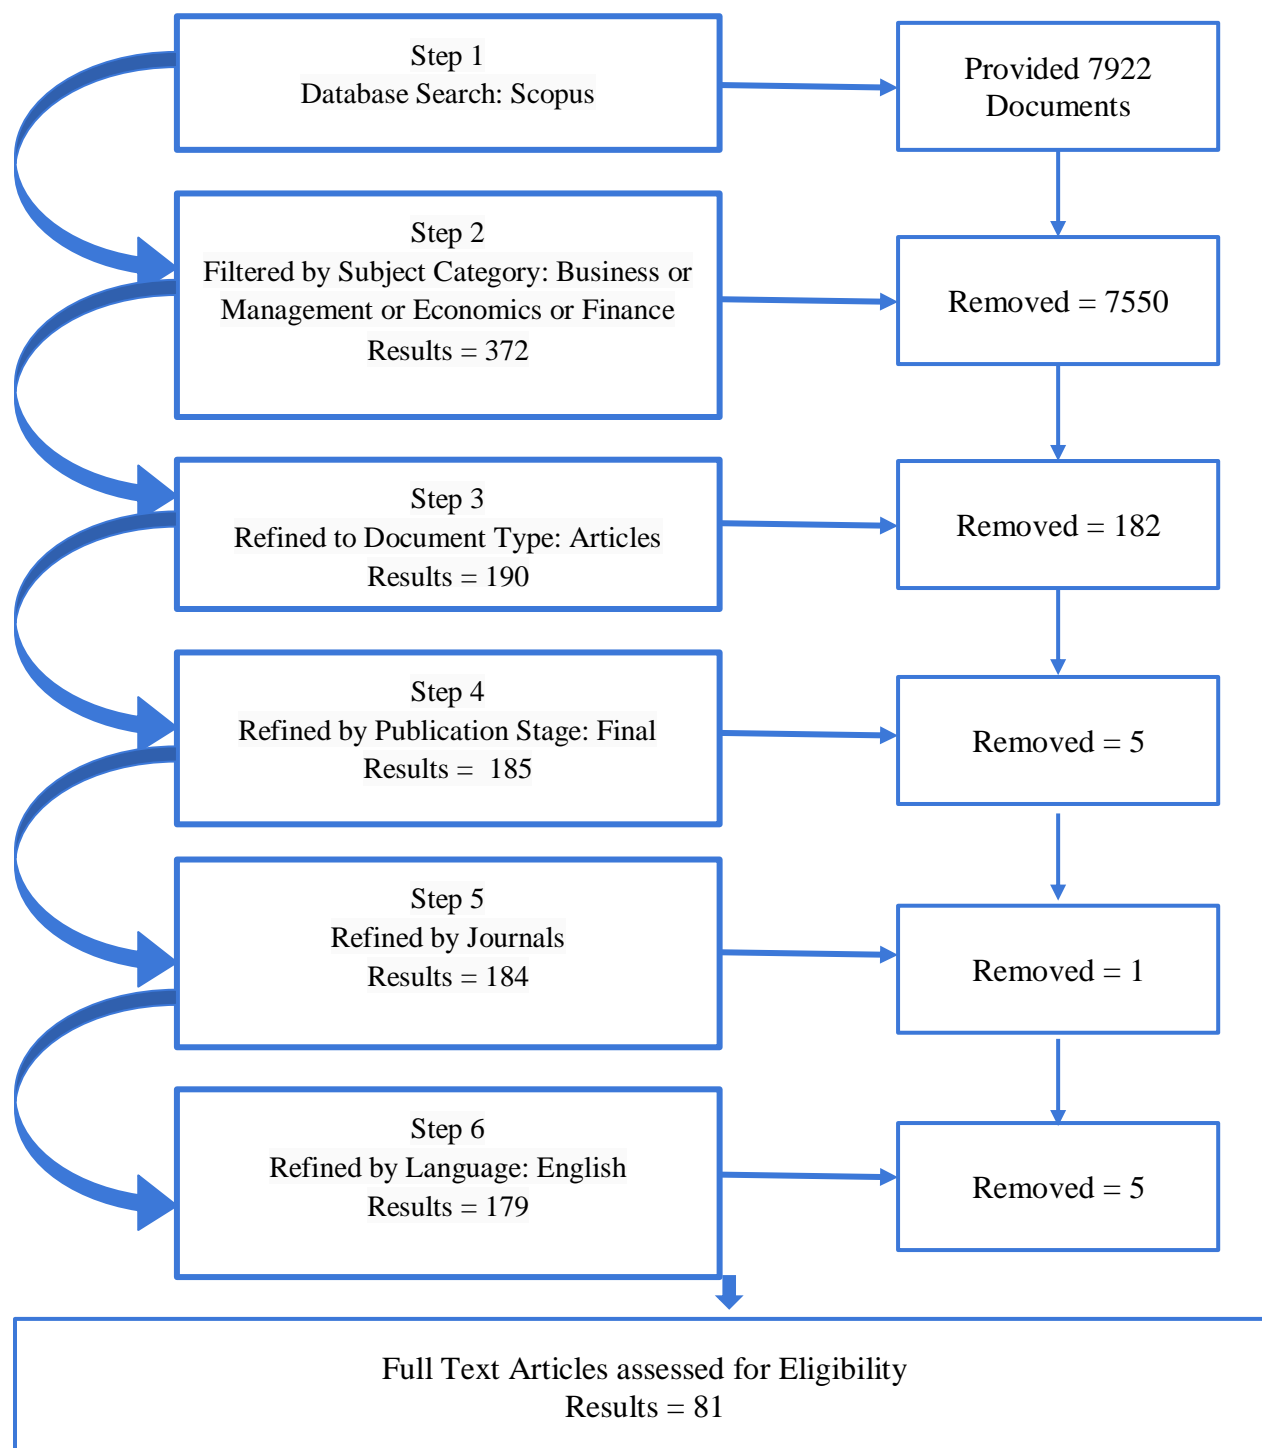 Step 1
Database Search: Scopus
Provided 7922
Documents
Step 2
Filtered by Subject Category: Business or
Management or Economics or Finance
Results = 372
Removed = 7550
Step 3
Refined to Document Type: Articles
Results = 190
Removed = 182
Step 4
Refined by Publication Stage: Final
Results =  185
Removed = 5
Step 5
Refined by Journals
Results = 184
Removed = 1
Step 6
Refined by Language: English
Results = 179
Removed = 5
Full Text Articles assessed for Eligibility
Results = 81